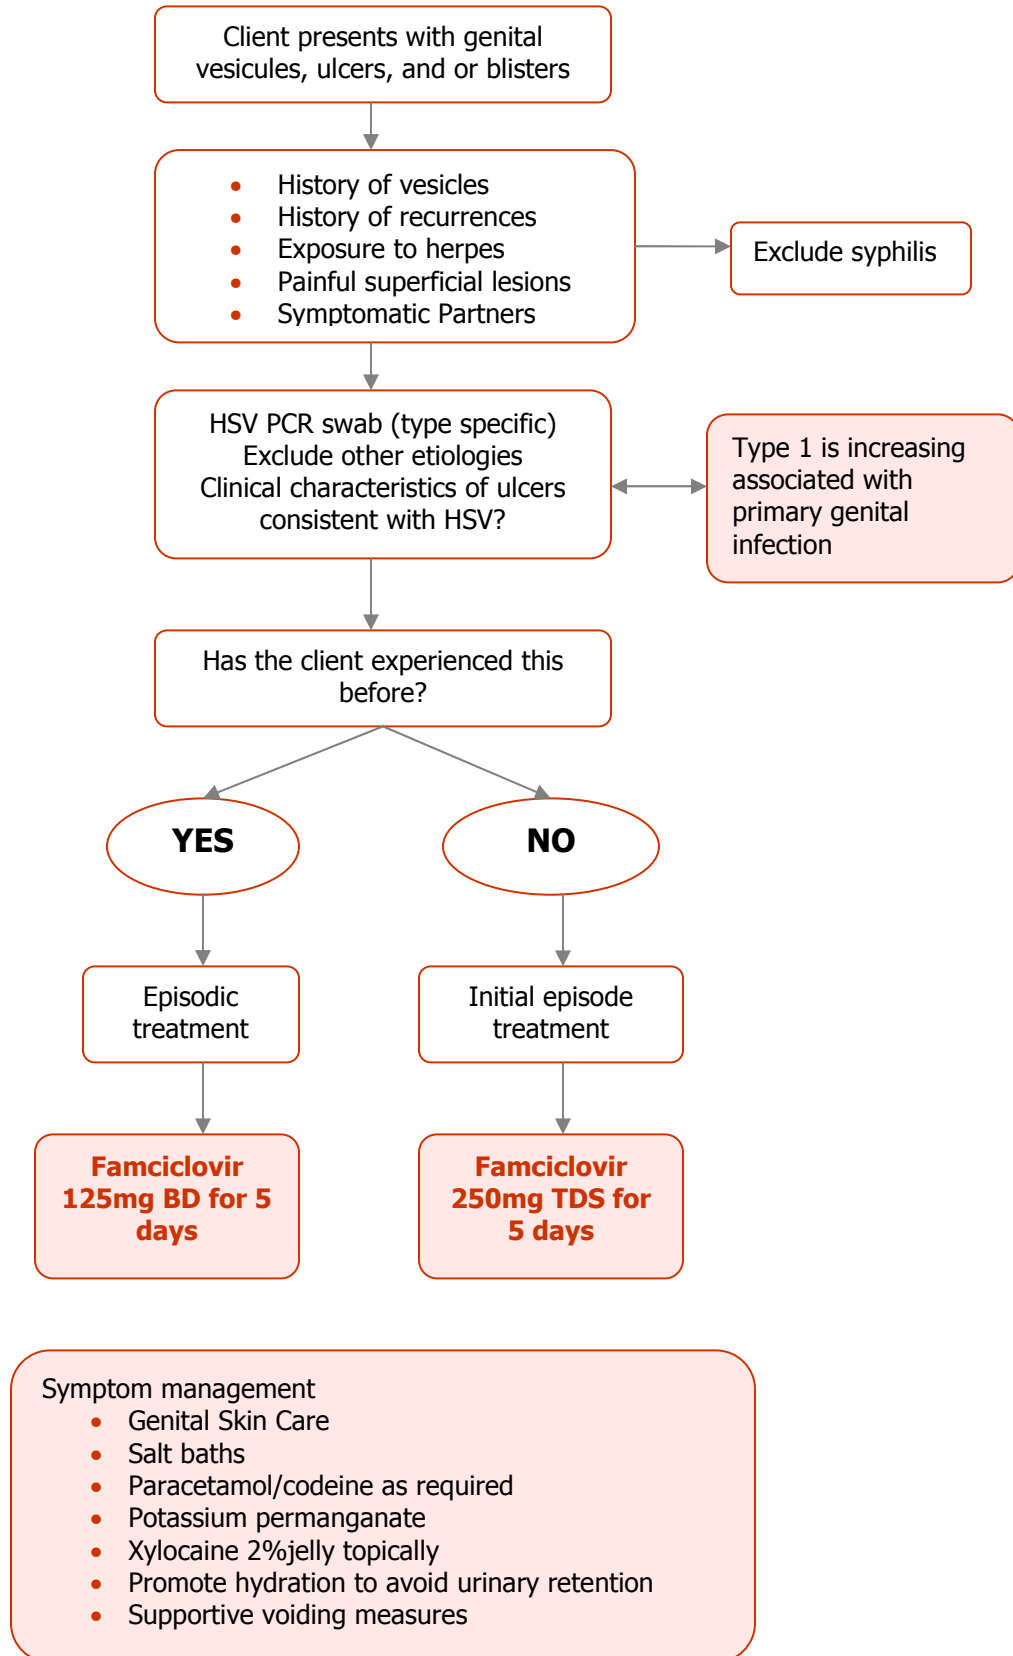 Client presents with genital
vesicules, ulcers, and or blisters
• History of vesicles
• History of recurrences
• Exposure to herpes
• Painful superficial lesions
• Symptomatic Partners
Exclude syphilis
HSV PCR swab (type specific)
Exclude other etiologies
Clinical characteristics of ulcers
consistent with HSV?
Type 1 is increasing
associated with
primary genital
infection
Has the client experienced this
before?
YES
NO
Episodic
treatment
Initial episode
treatment
Famciclovir
125mg BD for 5
days
Famciclovir
250mg TDS for
5 days
Symptom management
• Genital Skin Care
• Salt baths
• Paracetamol/codeine as required
• Potassium permanganate
• Xylocaine 2%jelly topically
• Promote hydration to avoid urinary retention
• Supportive voiding measures